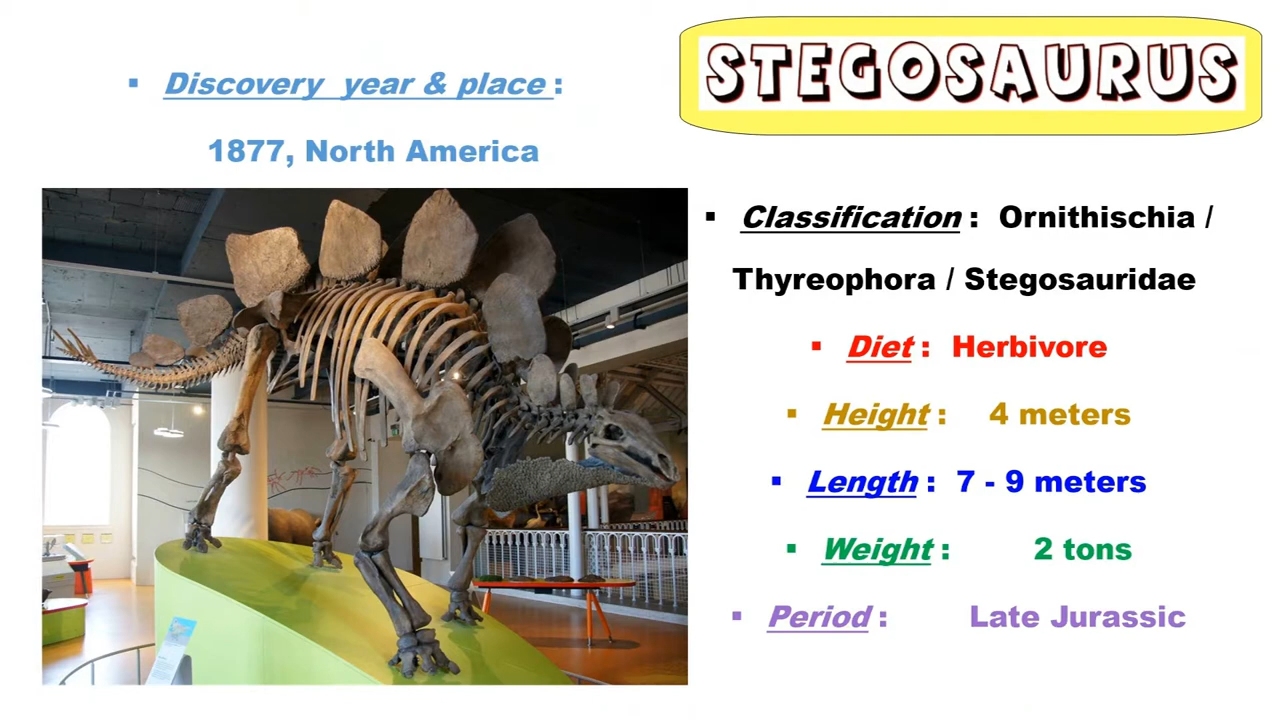 STEGOSAURUS
▪ Discovery year & place :
1877, North America
▪ Classification : Ornithischia /
Thyreophora / Stegosauridae
▪ Diet : Herbivore
▪ Height : 4 meters
▪ Length : 7 - 9 meters
▪ Weight : 2 tons
▪ Period : Late Jurassic